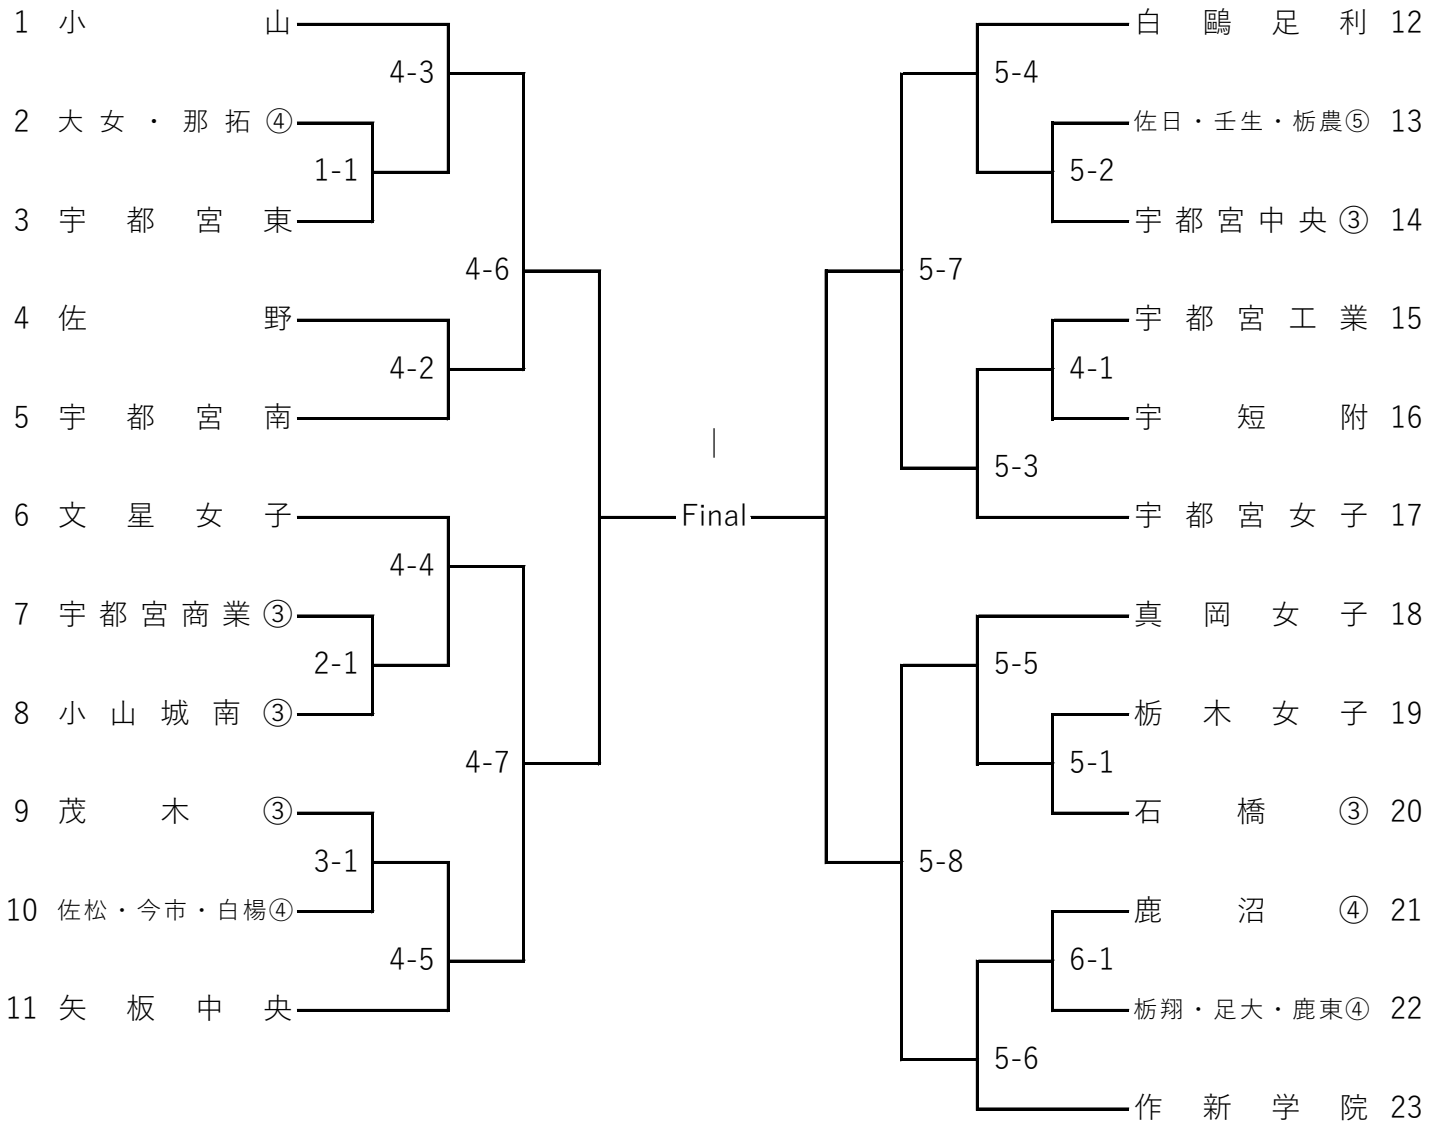 1 小山
4-3
2 大女・那拓④
1-1
3 宇都宮東
4-6
4 佐野
4-2
5 宇都宮南
6 文星女子
4-4
7 宇都宮商業③
2-1
8 小山城南③
4-7
9 茂木③
3-1
10 佐松・今市・白楊④
4-5
11 矢板中央
|
Final
白鷗足利 12
5-4
佐日・壬生・栃農⑤ 13
5-2
宇都宮中央③ 14
5-7
宇都宮工業 15
4-1
宇短附 16
5-3
宇都宮女子 17
真岡女子 18
5-5
栃木女子 19
5-1
石橋③ 20
5-8
鹿沼④ 21
6-1
栃翔・足大・鹿東④ 22
5-6
作新学院 23